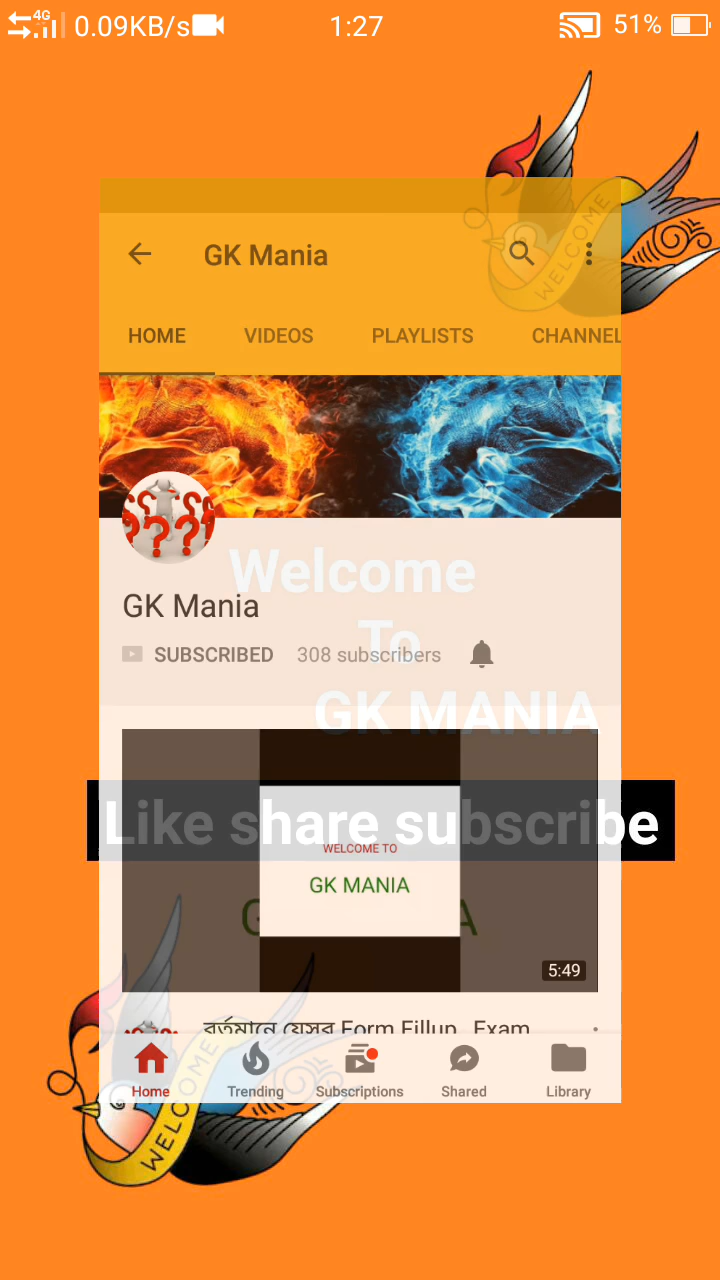 4G
0.09KB/s
1:27
51%
WELCOME
GK Mania
HOME
VIDEOS
PLAYLISTS
CHANNEL
Welcome
To
GK MANIA
GK Mania
SUBSCRIBED
308 subscribers
Like share subscribe
WELCOME TO
GK MANIA
5:49
বর্তমানে যেসব Form Fillup, Exam
Home
Trending
Subscriptions
Shared
Library
WELCOME